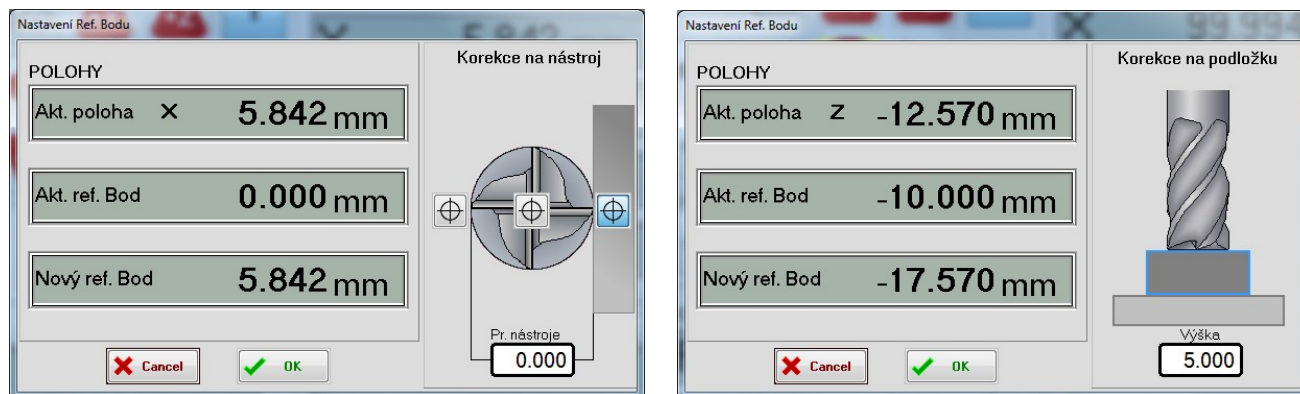 Nastavení Ref. Bodu
POLOHY
Akt. poloha X 5.842 mm
Akt. ref. Bod 0.000 mm
Nový ref. Bod 5.842 mm
Cancel OK
Korekce na nástroj
Pr. nástroje
0.000
Nastavení Ref. Bodu
POLOHY
Akt. poloha Z -12.570 mm
Akt. ref. Bod -10.000 mm
Nový ref. Bod -17.570 mm
Cancel OK
X 99.994
Korekce na podložku
Výška
5.000